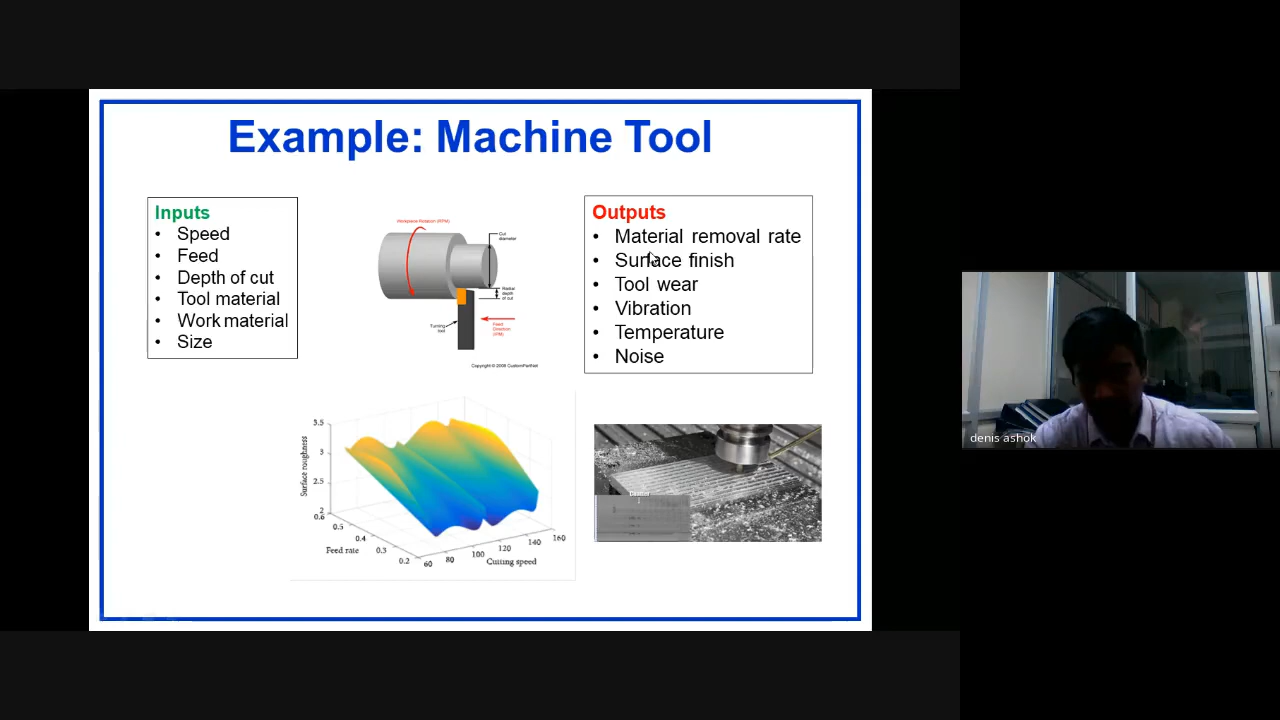 Example: Machine Tool
Inputs
• Speed
• Feed
• Depth of cut
• Tool material
• Work material
• Size
Workpiece Rotation (RPM)
Cut
diameter
Radial
depth
of cut
Turning
tool
Feed
Direction
(IPM)
Copyright © 2009 CustomPartNet
Outputs
• Material removal rate
• Surface finish
• Tool wear
• Vibration
• Temperature
• Noise
Surface roughness
3.5
3
2.5
2
0.6
0.5
0.4
0.3
0.2
Feed rate
60
80
100
120
140
160
Cutting speed
Chatter
denis ashok